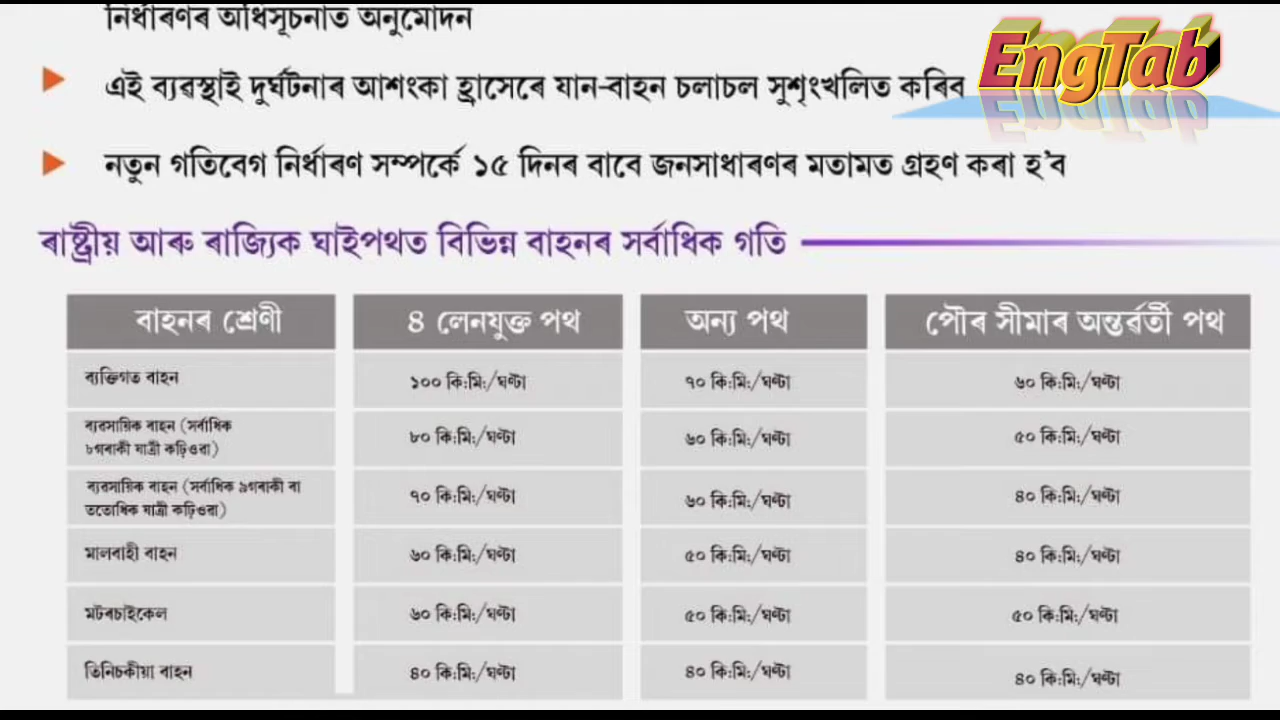 নিৰ্ধাৰণৰ অধিসূচনাত অনুমোদন
EngTab
এই ব্যৱস্থাই দুৰ্ঘটনাৰ আশংকা হ্ৰাসেৰে যান-বাহন চলাচল সুশৃংখলিত কৰিব
নতুন গতিবেগ নিৰ্ধাৰণ সম্পৰ্কে ১৫ দিনৰ বাবে জনসাধাৰণৰ মতামত গ্ৰহণ কৰা হ'ব
ৰাষ্ট্ৰীয় আৰু ৰাজ্যিক ঘাইপথত বিভিন্ন বাহনৰ সৰ্বাধিক গতি
বাহনৰ শ্ৰেণী ৪ লেনযুক্ত পথ অন্য পথ পৌৰ সীমাৰ অন্তৰ্ৱৰ্তী পথ
ব্যক্তিগত বাহন ১০০ কি:মি:/ঘণ্টা ৭০ কি:মি:/ঘণ্টা ৬০ কি:মি:/ঘণ্টা
ব্যৱসায়িক বাহন (সৰ্বাধিক
৮গৰাকী যাত্ৰী কঢ়িওৱা) ৮০ কি:মি:/ঘণ্টা ৬০ কি:মি:/ঘণ্টা ৫০ কি:মি:/ঘণ্টা
ব্যৱসায়িক বাহন (সৰ্বাধিক ৯গৰাকী বা
ততোধিক যাত্ৰী কঢ়িওৱা) ৭০ কি:মি:/ঘণ্টা ৬০ কি:মি:/ঘণ্টা ৪০ কি:মি:/ঘণ্টা
মালবাহী বাহন ৬০ কি:মি:/ঘণ্টা ৫০ কি:মি:/ঘণ্টা ৪০ কি:মি:/ঘণ্টা
মটৰচাইকেল ৬০ কি:মি:/ঘণ্টা ৫০ কি:মি:/ঘণ্টা ৫০ কি:মি:/ঘণ্টা
তিনিচকীয়া বাহন ৪০ কি:মি:/ঘণ্টা ৪০ কি:মি:/ঘণ্টা ৪০ কি:মি:/ঘণ্টা